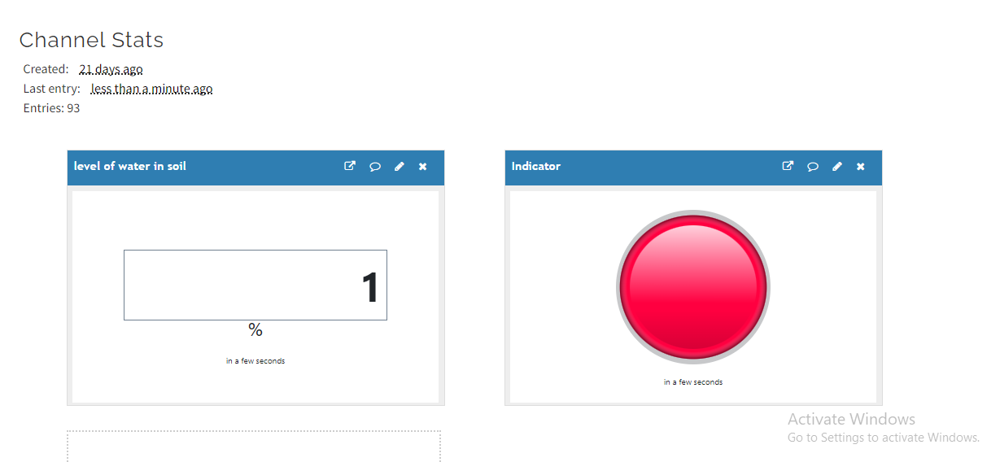 Channel Stats
Created: 21 days ago
Last entry: less than a minute ago
Entries: 93
level of water in soil
1
%
in a few seconds
Indicator
in a few seconds
Activate Windows
Go to Settings to activate Windows.